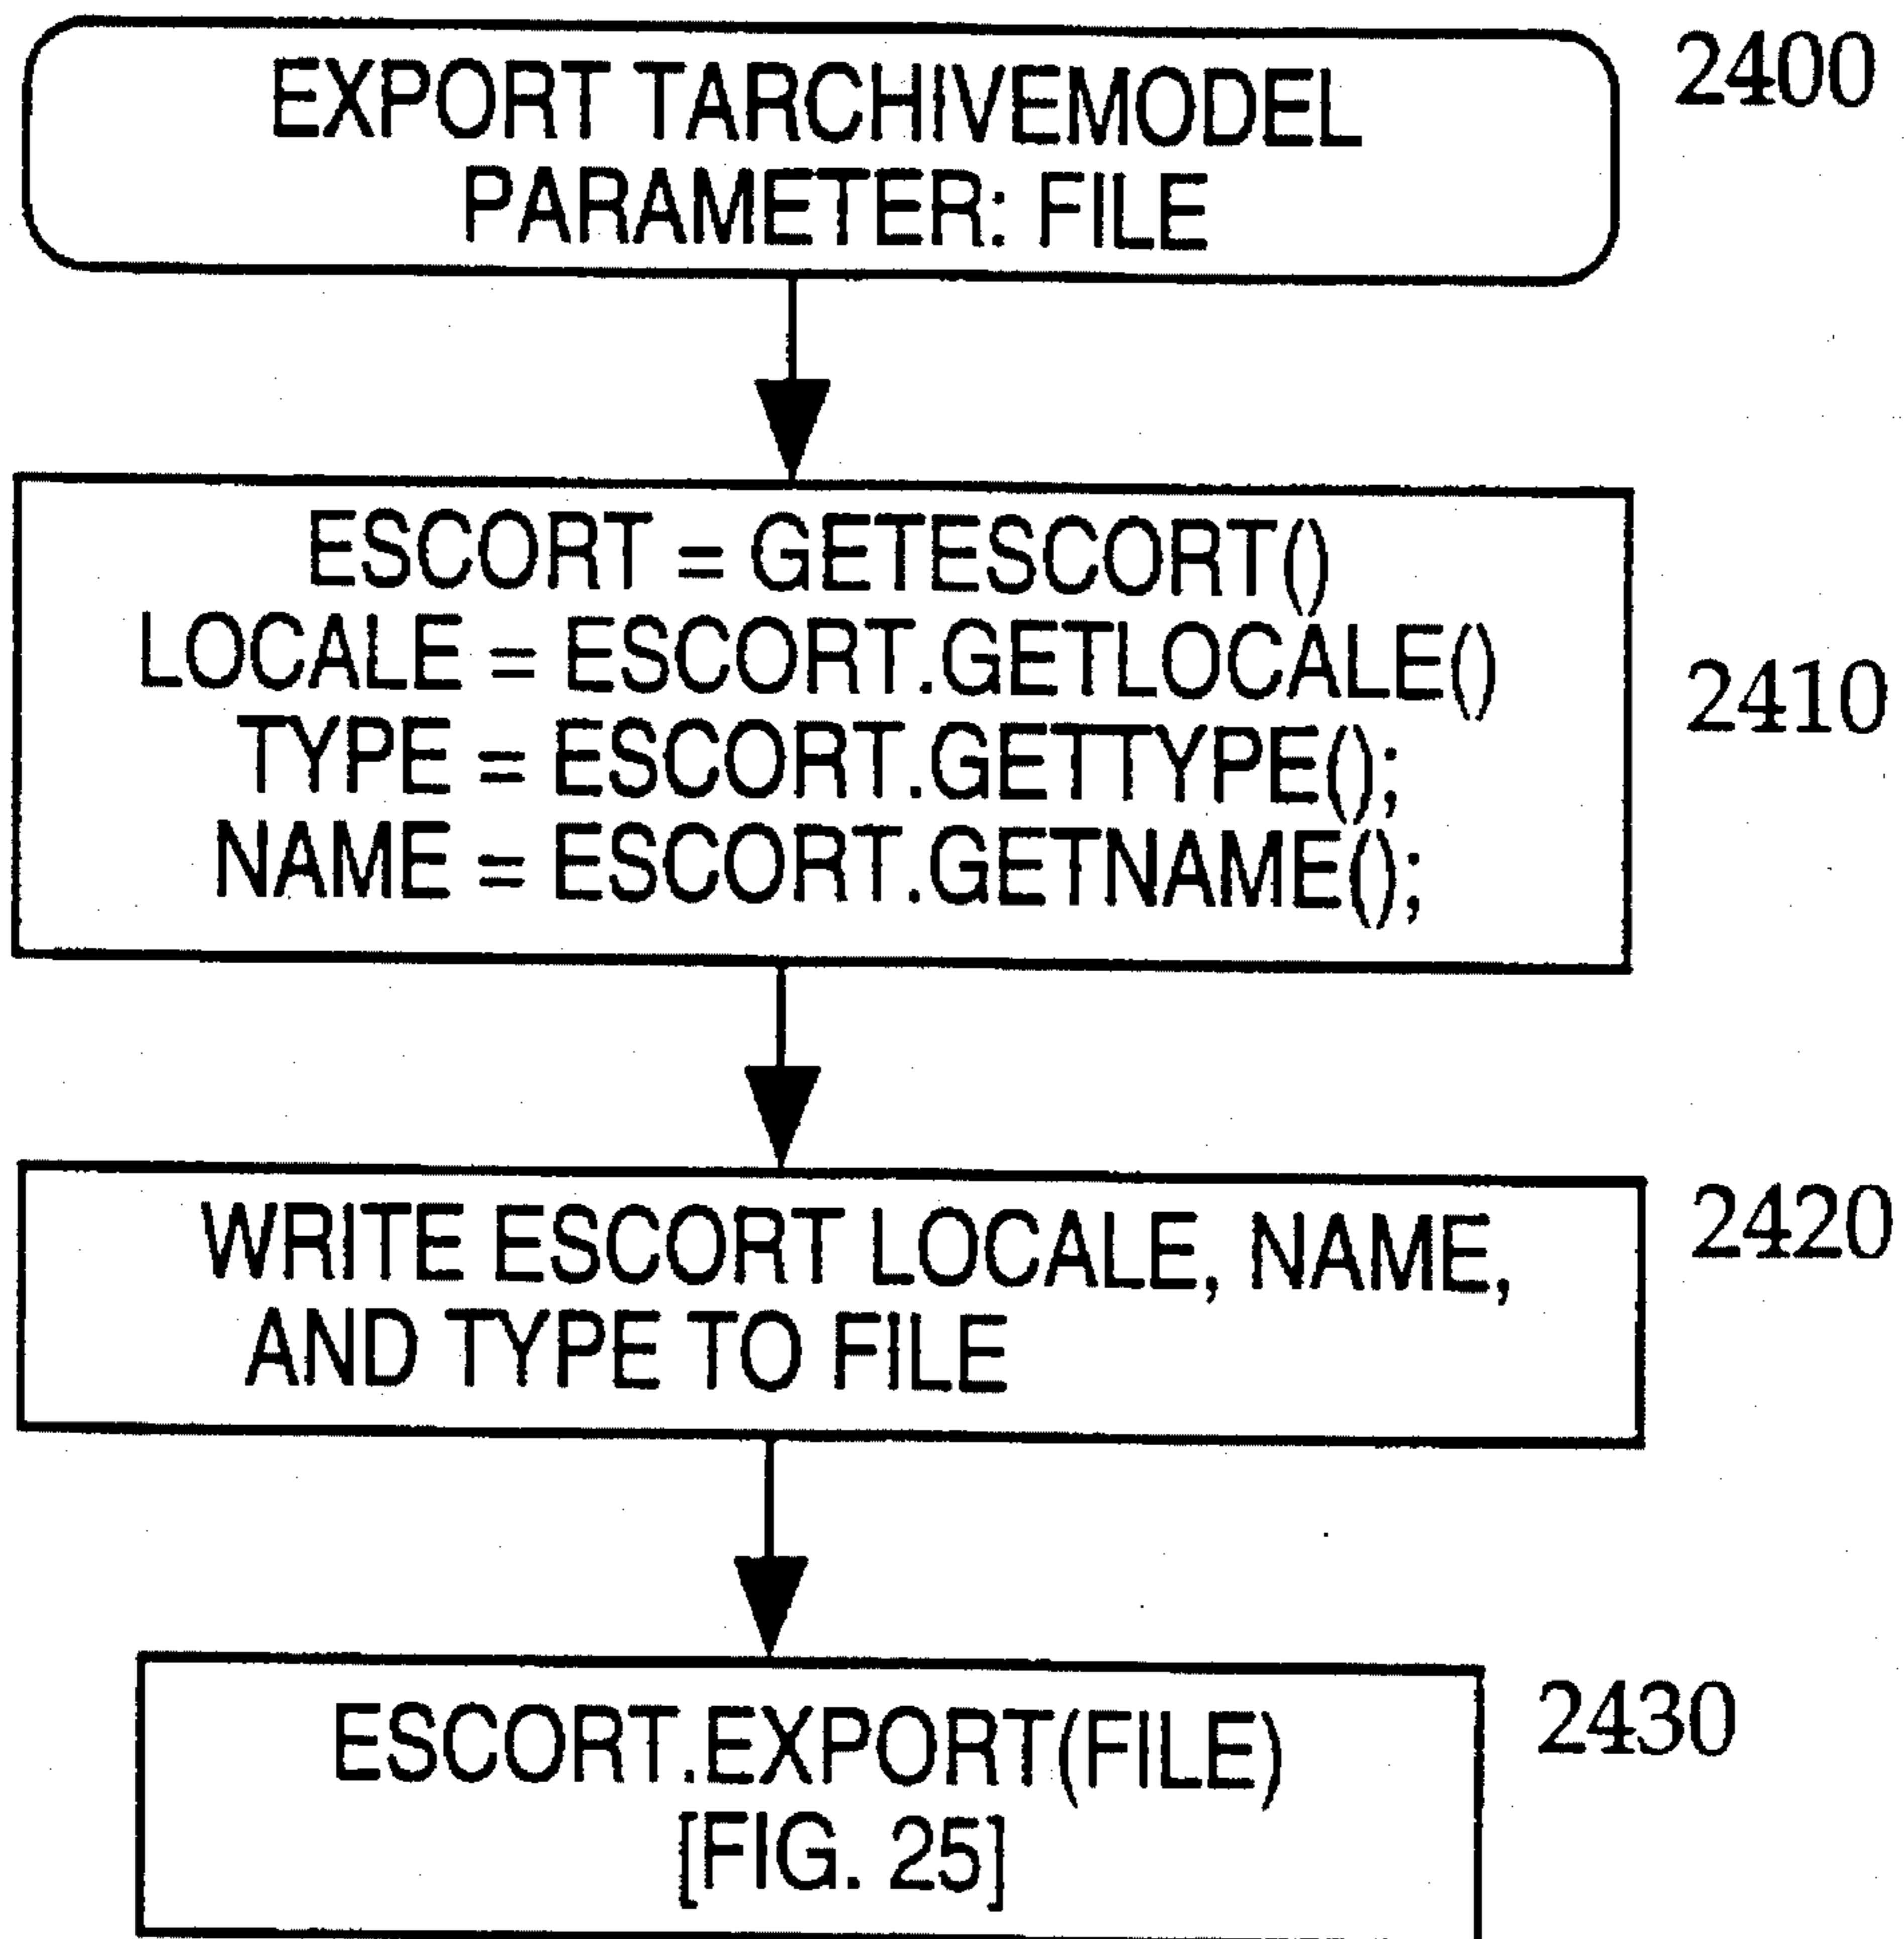 EXPORT TARCHIVEMODEL
PARAMETER: FILE
2400
ESCORT = GETESCORT()
LOCALE = ESCORT.GETLOCALE()
TYPE = ESCORT.GETTYPE();
NAME = ESCORT.GETNAME();
2410
WRITE ESCORT LOCALE, NAME,
AND TYPE TO FILE
2420
ESCORT.EXPORT(FILE)
[FIG. 25]
2430